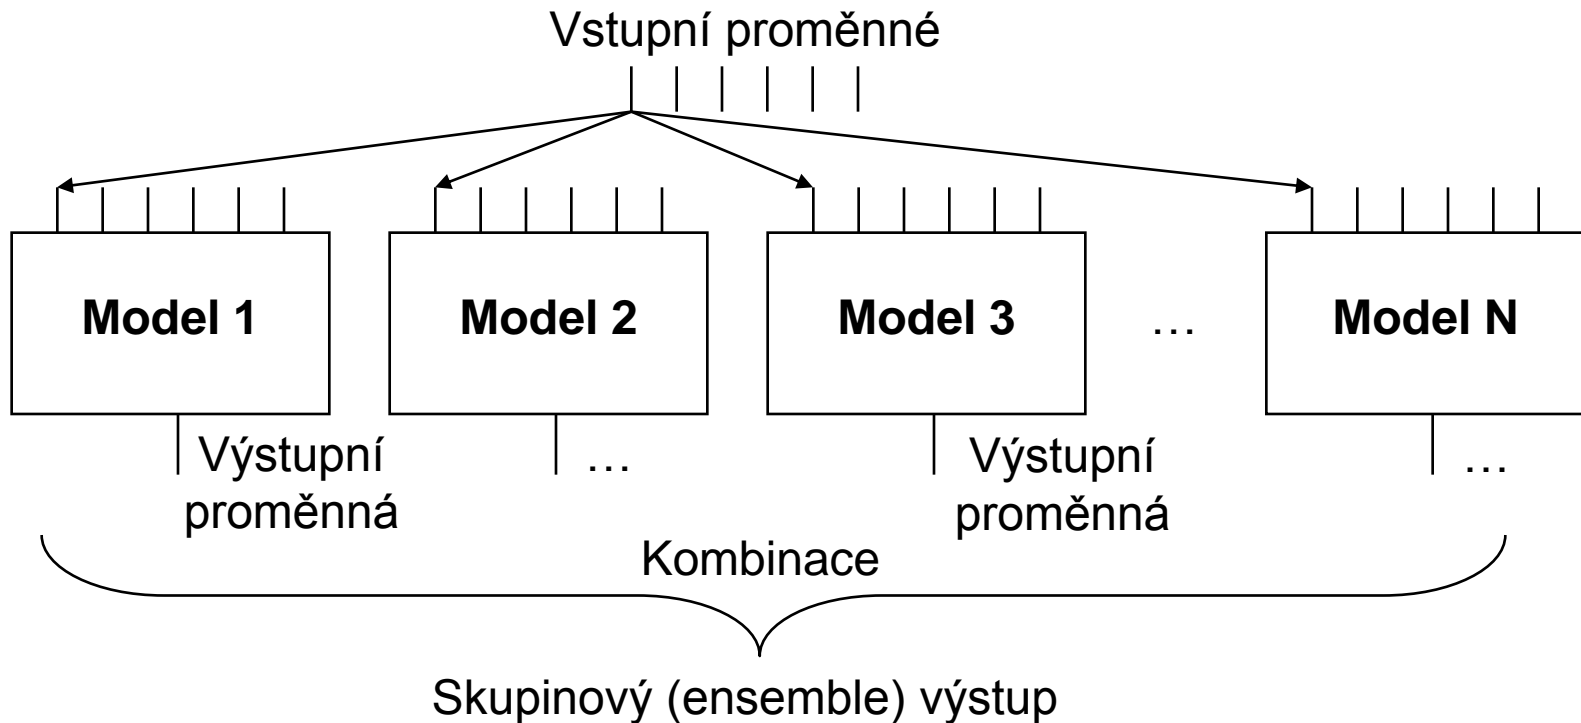 Vstupní proměnné
Model 1
Model 2
Model 3
…
Model N
Výstupní
proměnná
…
Výstupní
proměnná
…
Kombinace
Skupinový (ensemble) výstup